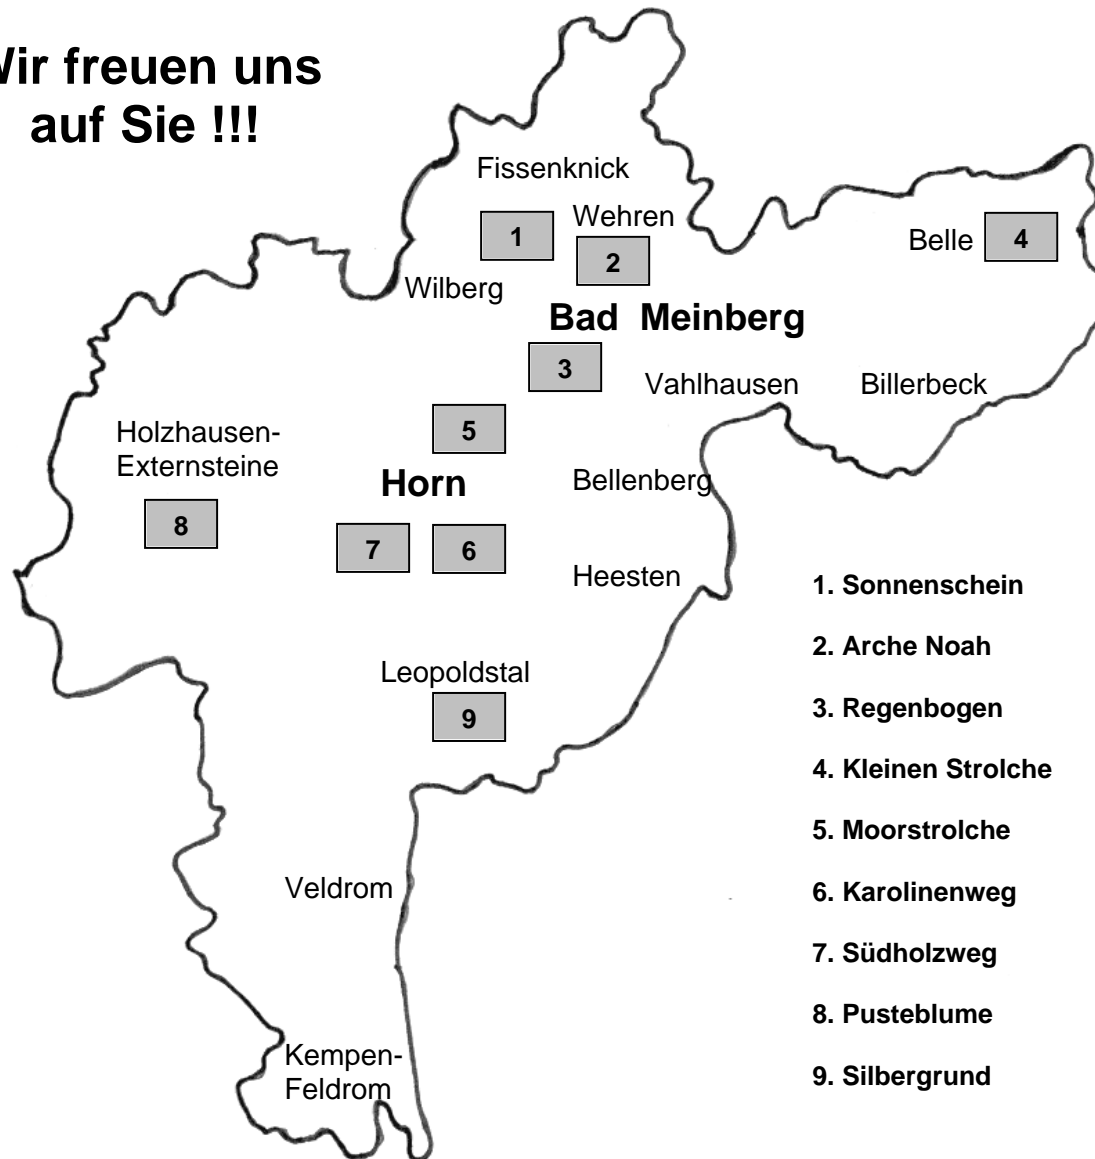 Wir freuen uns
auf Sie !!!
Fissenknick
Wehren
1
2
Belle
4
Wilberg
Bad Meinberg
3
Vahlhausen
Billerbeck
5
Holzhausen-
Externsteine
Horn
Bellenberg
8
7
6
Heesten
Leopoldstal
9
Veldrom
Kempen-
Feldrom
1. Sonnenschein
2. Arche Noah
3. Regenbogen
4. Kleinen Strolche
5. Moorstrolche
6. Karolinenweg
7. Südholzweg
8. Pusteblume
9. Silbergrund